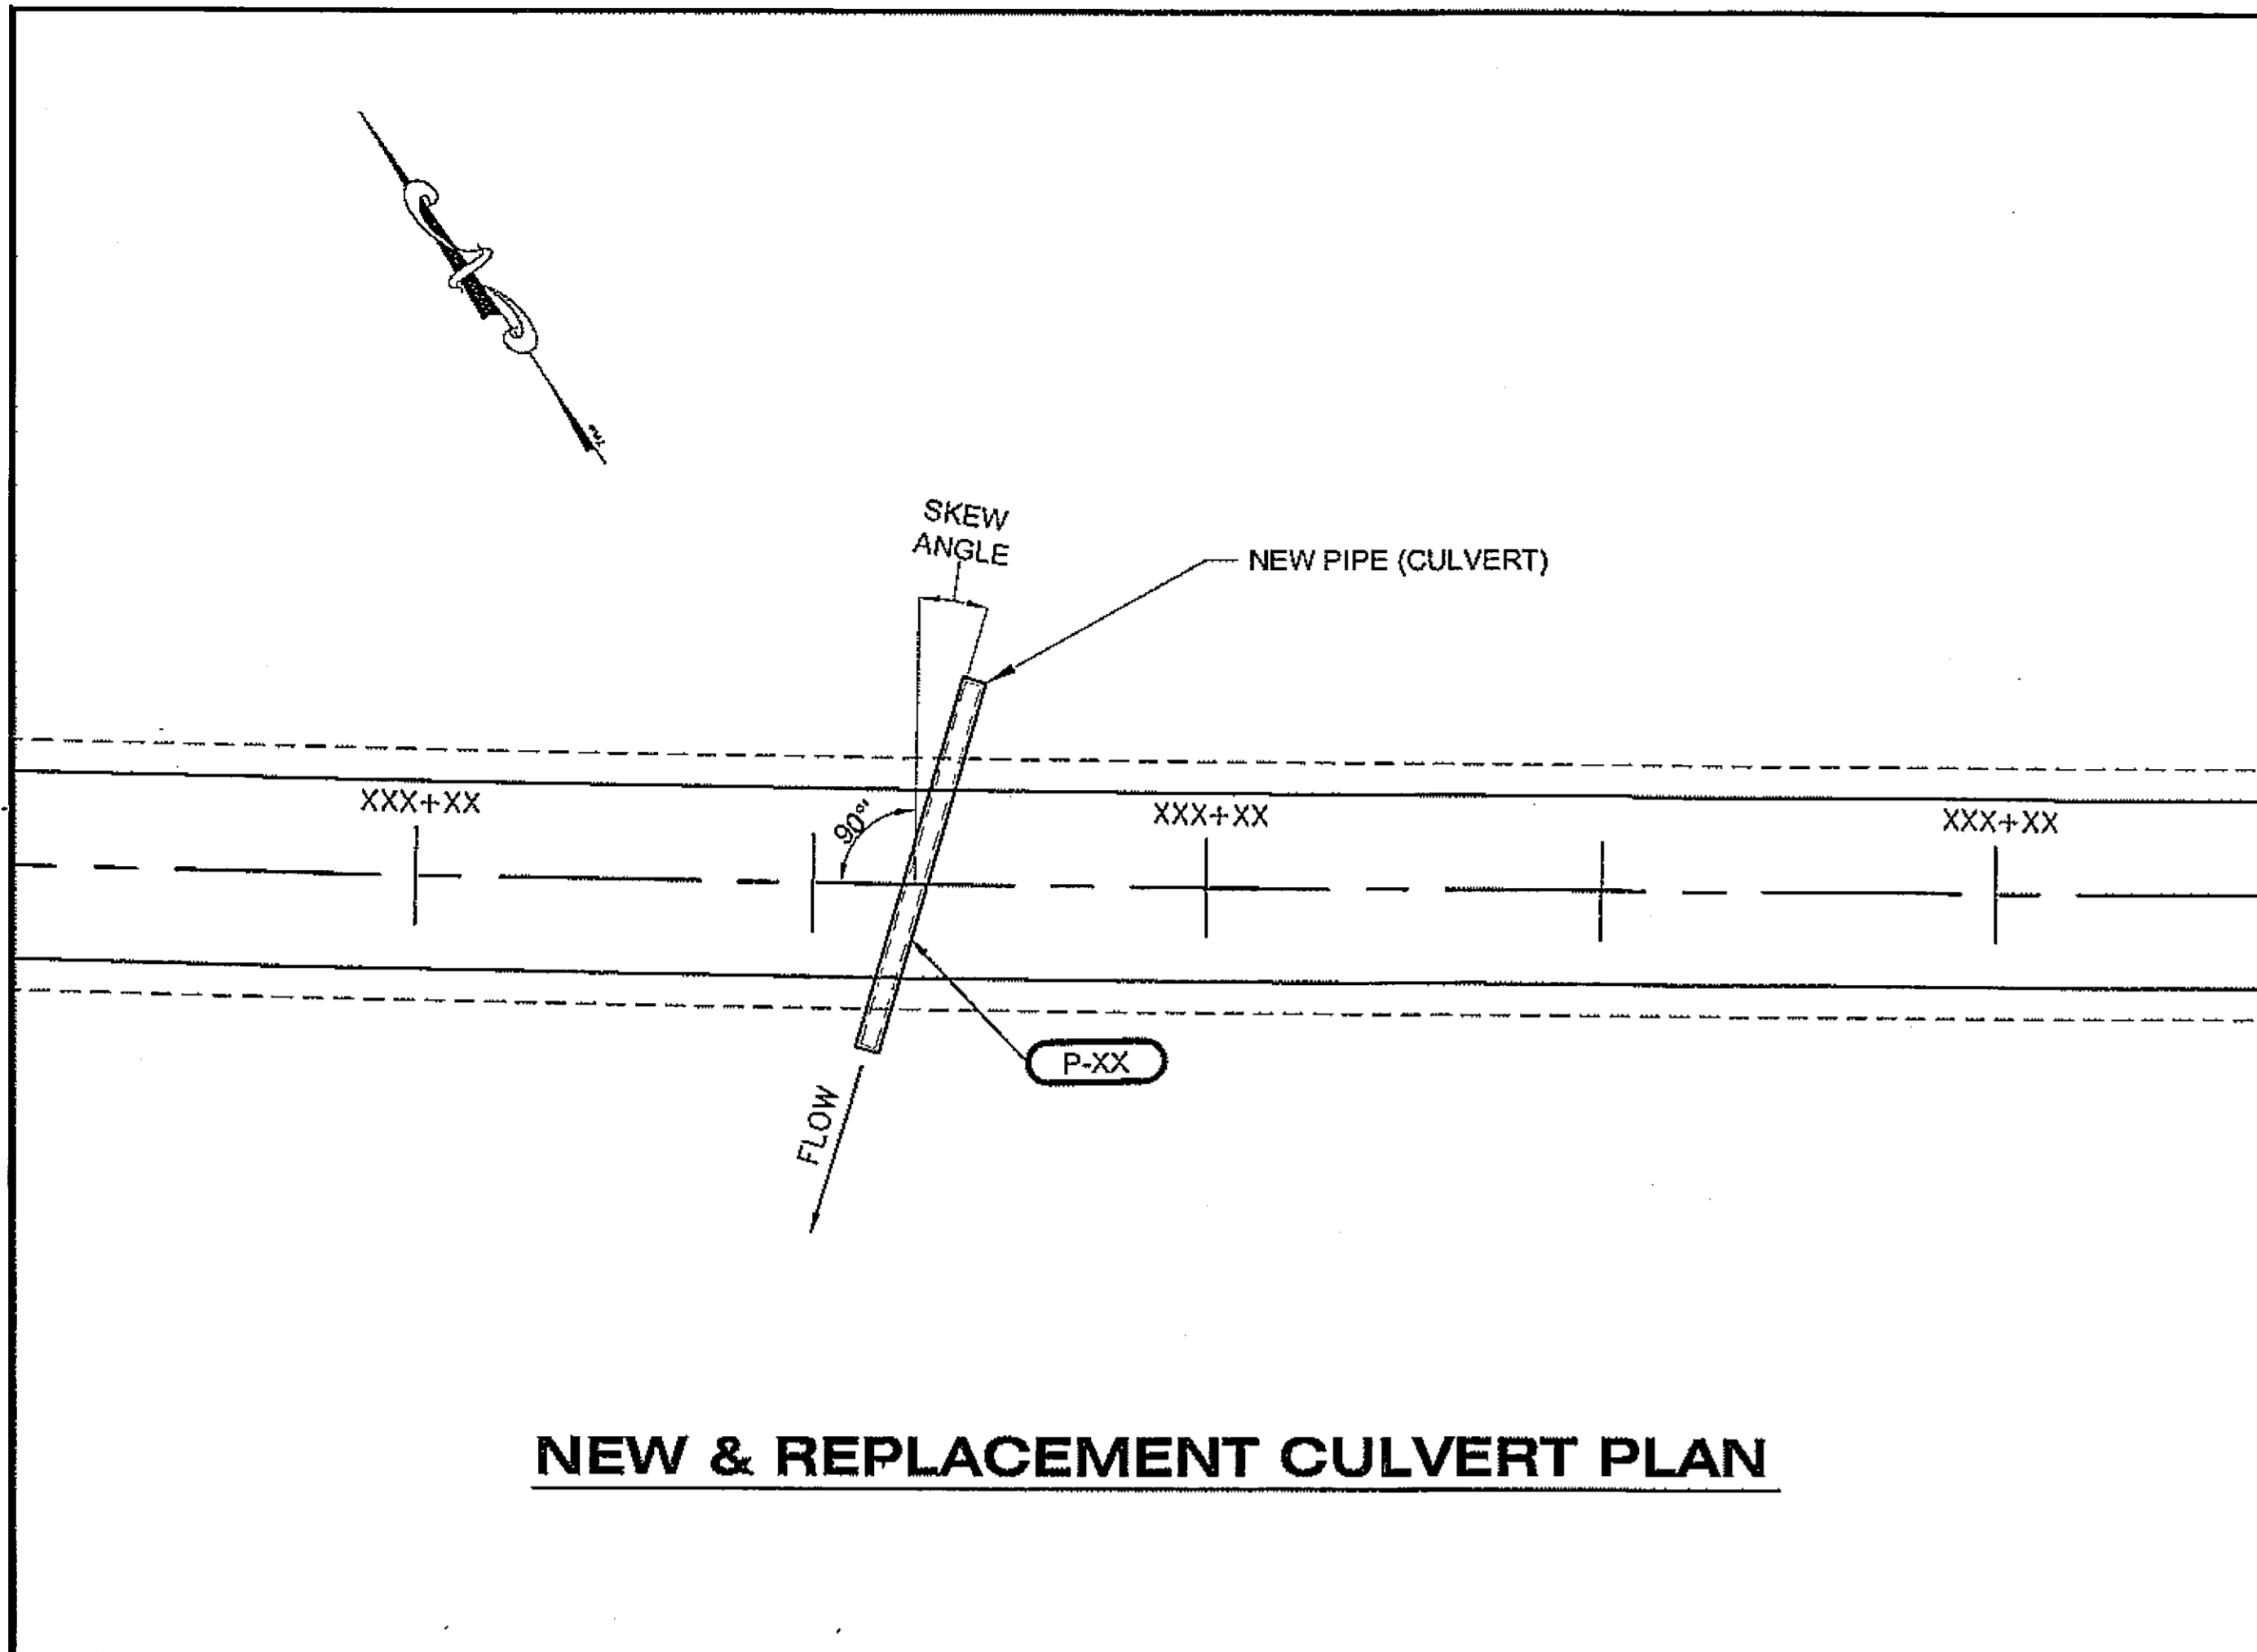 SKEW
ANGLE
NEW PIPE (CULVERT)
XXX+XX
XXX+XX
XXX+XX
90°
P-XX
FLOW
NEW & REPLACEMENT CULVERT PLAN